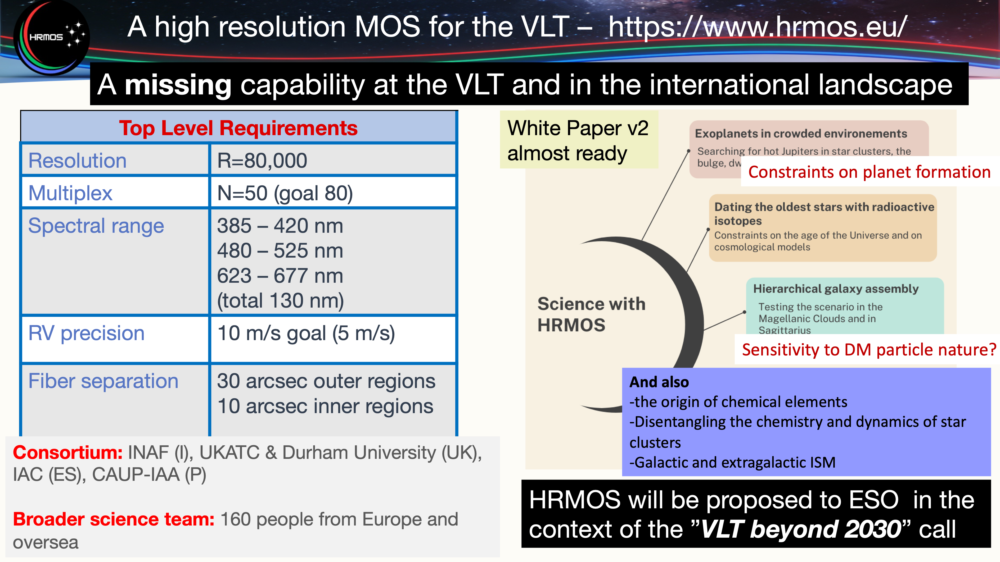 HRMOS
A high resolution MOS for the VLT – https://www.hrmos.eu/
A missing capability at the VLT and in the international landscape
Top Level Requirements
Resolution
R=80,000
Multiplex
N=50 (goal 80)
Spectral range
385 – 420 nm
480 – 525 nm
623 – 677 nm
(total 130 nm)
RV precision
10 m/s goal (5 m/s)
Fiber separation
30 arcsec outer regions
10 arcsec inner regions
Consortium: INAF (I), UKATC & Durham University (UK),
IAC (ES), CAUP-IAA (P)
Broader science team: 160 people from Europe and
oversea
White Paper v2
almost ready
Science with
HRMOS
Exoplanets in crowded environements
Searching for hot Jupiters in star clusters, the
bulge,
Constraints on planet formation
Dating the oldest stars with radioactive
isotopes
Constraints on the age of the Universe and on
cosmological models
Hierarchical galaxy assembly
Testing the scenario in the
Magellanic Clouds and in
Sagittarius
Sensitivity to DM particle nature?
And also
-the origin of chemical elements
-Disentangling the chemistry and dynamics of star
clusters
-Galactic and extragalactic ISM
HRMOS will be proposed to ESO in the
context of the ”VLT beyond 2030” call